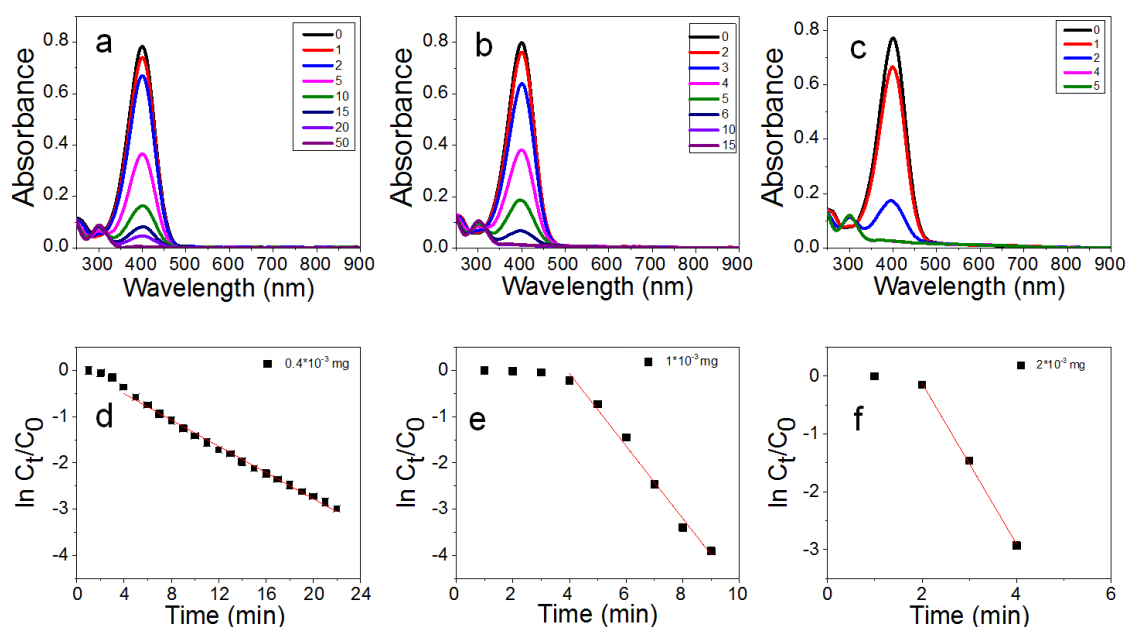 a
0
1
2
5
10
15
20
50
Absorbance
0.8
0.6
0.4
0.2
0.0
300 400 500 600 700 800 900
Wavelength (nm)
b
0
2
3
4
5
6
10
15
Absorbance
0.8
0.6
0.4
0.2
0.0
300 400 500 600 700 800 900
Wavelength (nm)
c
0
1
2
4
5
Absorbance
0.8
0.6
0.4
0.2
0.0
300 400 500 600 700 800 900
Wavelength (nm)
d
0.4*10⁻³ mg
ln Cₜ/C₀
0
-1
-2
-3
-4
0 4 8 12 16 20 24
Time (min)
e
1*10⁻³ mg
ln Cₜ/C₀
0
-1
-2
-3
-4
0 2 4 6 8 10
Time (min)
f
2*10⁻³ mg
ln Cₜ/C₀
0
-1
-2
-3
0 2 4 6
Time (min)